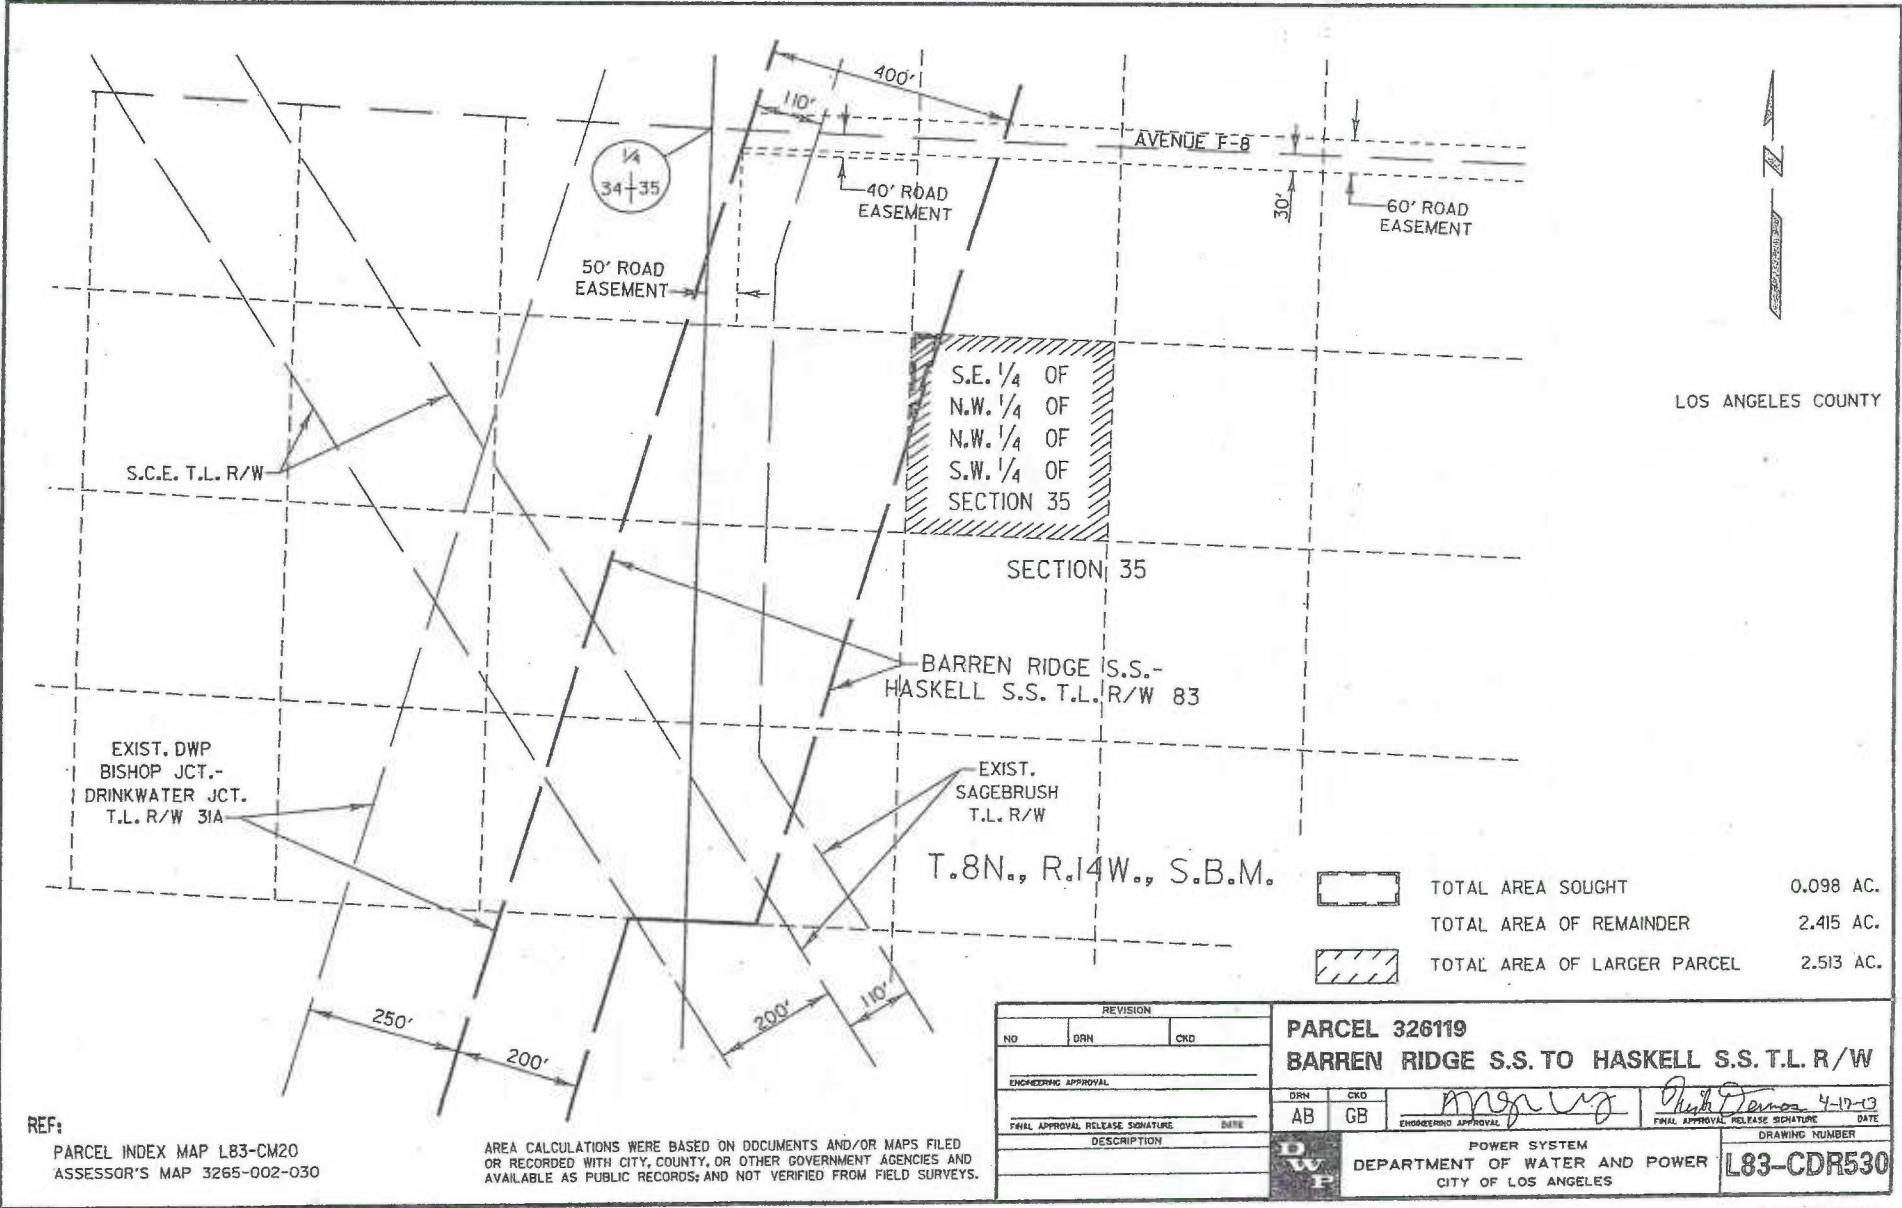 400'
110'
AVENUE F-8
1/4
34 35
40' ROAD
EASEMENT
30'
60' ROAD
EASEMENT
N
50' ROAD
EASEMENT
S.E. 1/4 OF
N.W. 1/4 OF
N.W. 1/4 OF
S.W. 1/4 OF
SECTION 35
LOS ANGELES COUNTY
S.C.E. T.L. R/W
SECTION 35
BARREN RIDGE S.S.-
HASKELL S.S. T.L. R/W 83
EXIST. DWP
BISHOP JCT.-
DRINKWATER JCT.
T.L. R/W 31A
EXIST.
SAGEBRUSH
T.L. R/W
T.8N., R.14W., S.B.M.
TOTAL AREA SOUGHT 0.098 AC.
TOTAL AREA OF REMAINDER 2.415 AC.
TOTAL AREA OF LARGER PARCEL 2.513 AC.
250'
200'
200'
110'
REF:
PARCEL INDEX MAP L83-CM20
ASSESSOR'S MAP 3265-002-030
AREA CALCULATIONS WERE BASED ON DOCUMENTS AND/OR MAPS FILED
OR RECORDED WITH CITY, COUNTY, OR OTHER GOVERNMENT AGENCIES AND
AVAILABLE AS PUBLIC RECORDS; AND NOT VERIFIED FROM FIELD SURVEYS.
REVISION
NO DRN CKD
ENGINEERING APPROVAL
FINAL APPROVAL RELEASE SIGNATURE DATE
DESCRIPTION
PARCEL 326119
BARREN RIDGE S.S. TO HASKELL S.S. T.L. R/W
DRN CKD
AB GB
ENGINEERING APPROVAL
4-17-13
FINAL APPROVAL RELEASE SIGNATURE DATE
DWP
POWER SYSTEM
DEPARTMENT OF WATER AND POWER
CITY OF LOS ANGELES
DRAWING NUMBER
L83-CDR530